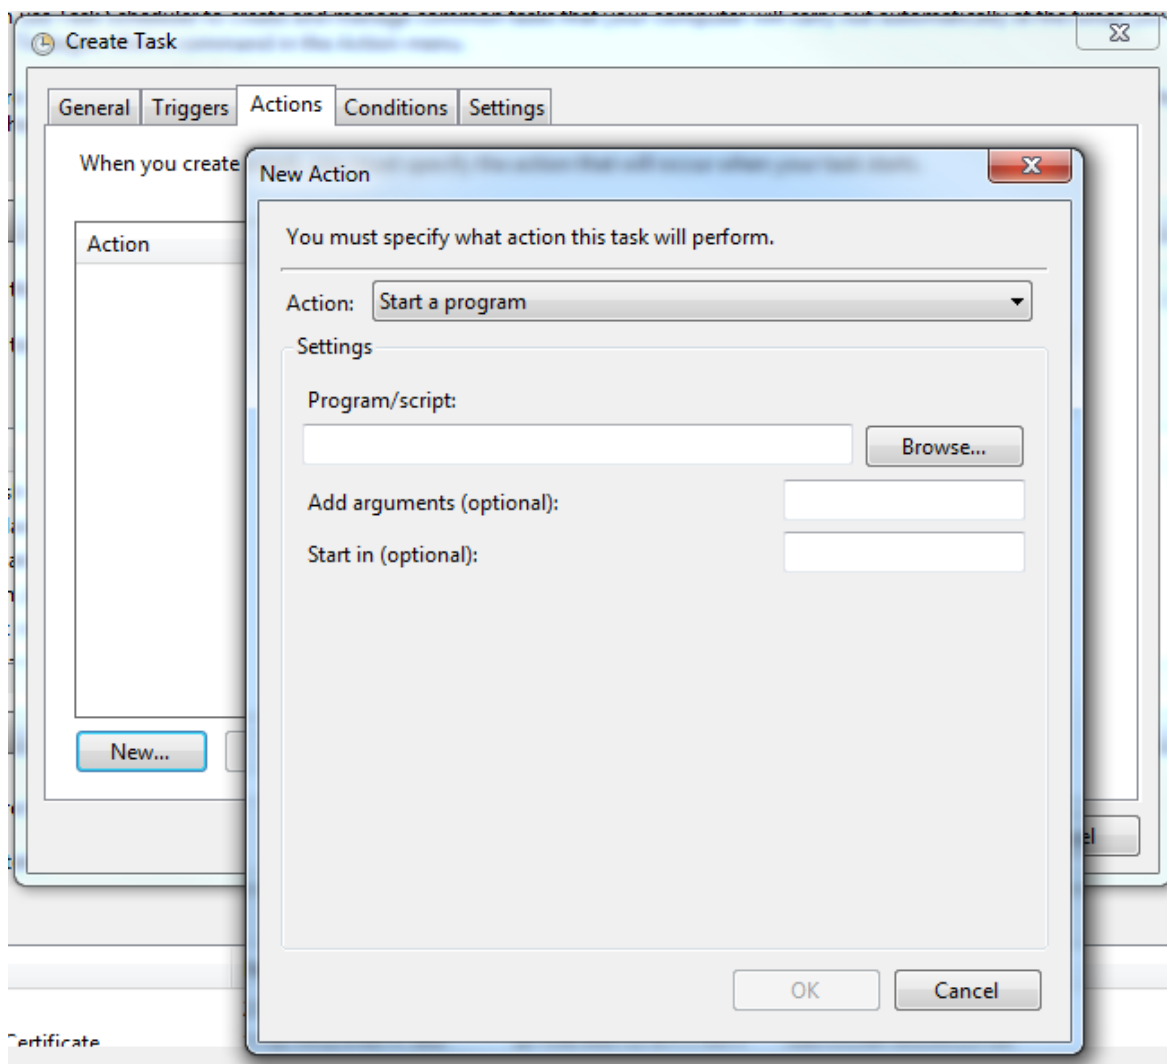 Create Task
General Triggers Actions Conditions Settings
When you create
New Action
Action
You must specify what action this task will perform.
Action: Start a program
Settings
Program/script:
Browse...
Add arguments (optional):
Start in (optional):
New...
OK Cancel
Certificate